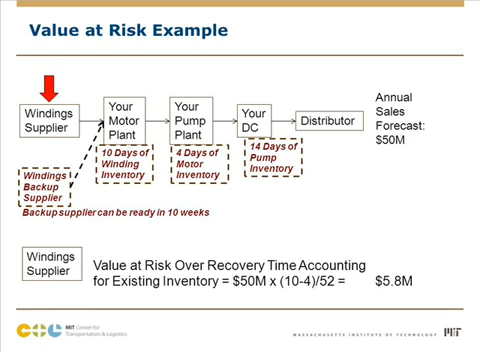 Value at Risk Example
Windings
Supplier
Your
Motor
Plant
Your
Pump
Plant
Your
DC
Distributor
Annual
Sales
Forecast:
$50M
10 Days of
Winding
Inventory
4 Days of
Motor
Inventory
14 Days of
Pump
Inventory
Windings
Backup
Supplier
Backup supplier can be ready in 10 weeks
Windings
Supplier
Value at Risk Over Recovery Time Accounting
for Existing Inventory = $50M x (10-4)/52 = $5.8M
CTL MIT Center for
Transportation & Logistics
MASSACHUSETTS INSTITUTE OF TECHNOLOGY